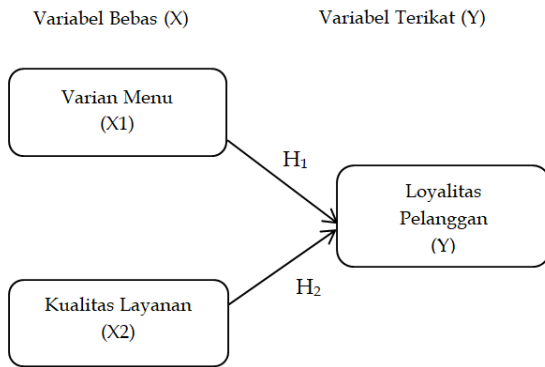 Variabel Bebas (X)
Variabel Terikat (Y)
Varian Menu
(X1)
H₁
Loyalitas
Pelanggan
(Y)
H₂
Kualitas Layanan
(X2)